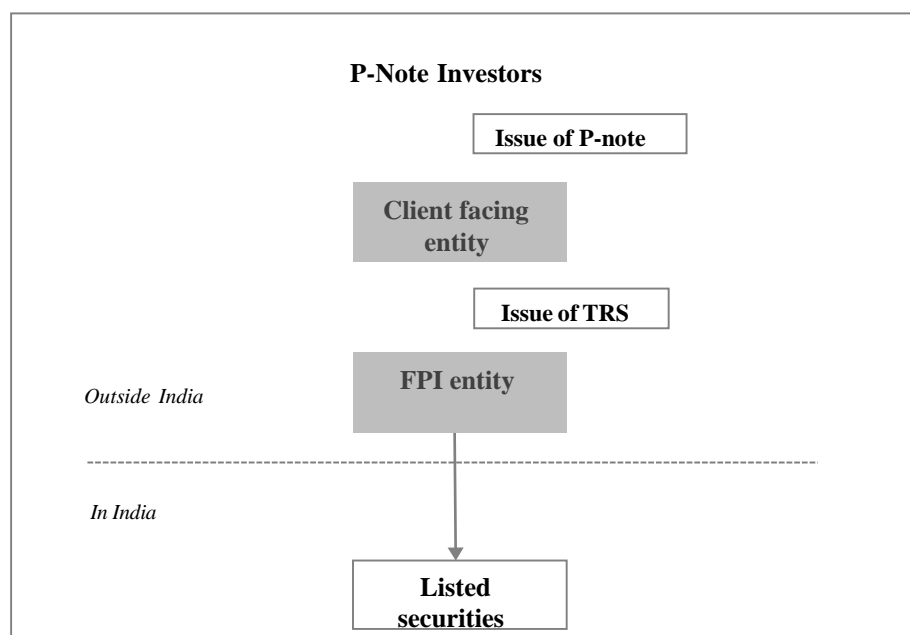 P-Note Investors
Issue of P-note
Client facing
entity
Issue of TRS
FPI entity
Outside India
In India
Listed
securities